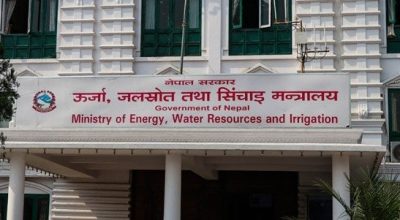 नेपाल सरकार
ऊर्जा, जलस्रोत तथा सिंचाइ मन्त्रालय
Government of Nepal
Ministry of Energy, Water Resources and Irrigation